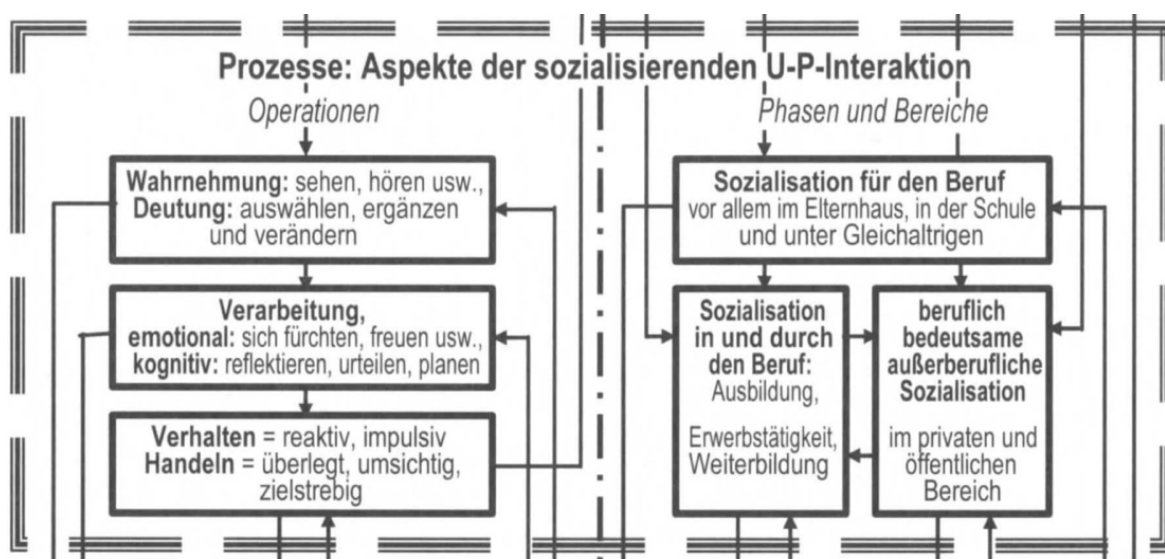 Prozesse: Aspekte der sozialisierenden U-P-Interaktion
Operationen
Wahrnehmung: sehen, hören usw.,
Deutung: auswählen, ergänzen
und verändern
Verarbeitung,
emotional: sich fürchten, freuen usw.,
kognitiv: reflektieren, urteilen, planen
Verhalten = reaktiv, impulsiv
Handeln = überlegt, umsichtig,
zielstrebig
Phasen und Bereiche
Sozialisation für den Beruf
vor allem im Elternhaus, in der Schule
und unter Gleichaltrigen
Sozialisation
in und durch
den Beruf:
Ausbildung,
Erwerbstätigkeit,
Weiterbildung
beruflich
bedeutsame
außerberufliche
Sozialisation
im privaten und
öffentlichen
Bereich